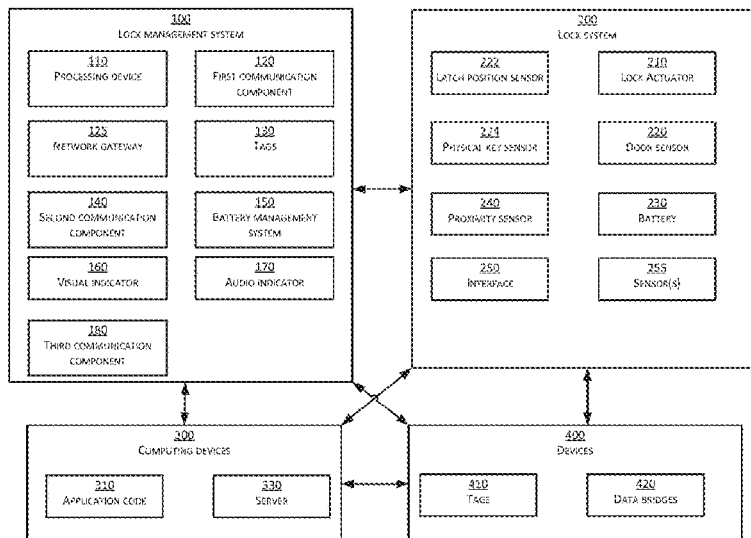 100
LOCK MANAGEMENT SYSTEM
110
PROCESSING DEVICE
120
FIRST COMMUNICATION
COMPONENT
125
NETWORK GATEWAY
130
TAGS
140
SECOND COMMUNICATION
COMPONENT
150
BATTERY MANAGEMENT
SYSTEM
160
VISUAL INDICATOR
170
AUDIO INDICATOR
180
THIRD COMMUNICATION
COMPONENT
200
LOCK SYSTEM
222
LATCH POSITION SENSOR
210
LOCK ACTUATOR
224
PHYSICAL KEY SENSOR
226
DOOR SENSOR
240
PROXIMITY SENSOR
230
BATTERY
250
INTERFACE
255
SENSOR(S)
300
COMPUTING DEVICES
310
APPLICATION CODE
330
SERVER
400
DEVICES
410
TAGS
420
DATA BRIDGES